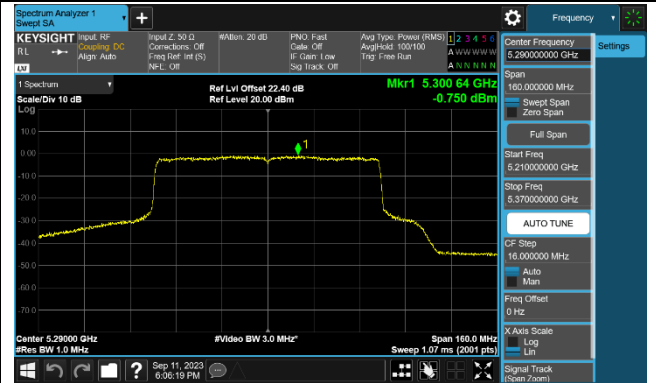 Spectrum Analyzer 1
Swept SA
Frequency
KEYSIGHT
RL
LXI
Input: RF
Coupling: DC
Align: Auto
Input Z: 50 Ω
Corrections: Off
Freq Ref: Int (S)
NFE: Off
#Atten: 20 dB
PNO: Fast
Gate: Off
IF Gain: Low
Sig Track: Off
Avg Type: Power (RMS)
Avg|Hold: 100/100
Trig: Free Run
1 2 3 4 5 6
A W W W W W
A N N N N N
Center Frequency
5.290000000 GHz
Settings
Span
160.000000 MHz
Swept Span
Zero Span
Full Span
Start Freq
5.210000000 GHz
Stop Freq
5.370000000 GHz
AUTO TUNE
CF Step
16.000000 MHz
Auto
Man
Freq Offset
0 Hz
X Axis Scale
Log
Lin
Signal Track
(Span Zoom)
1 Spectrum
Scale/Div 10 dB
Log
Ref Lvl Offset 22.40 dB
Ref Level 20.00 dBm
Mkr1 5.300 64 GHz
-0.750 dBm
1
10.0
0.00
-10.0
-20.0
-30.0
-40.0
-50.0
-60.0
-70.0
Center 5.29000 GHz
#Res BW 1.0 MHz
#Video BW 3.0 MHz*
Span 160.0 MHz
Sweep 1.07 ms (2001 pts)
Sep 11, 2023
6:06:19 PM